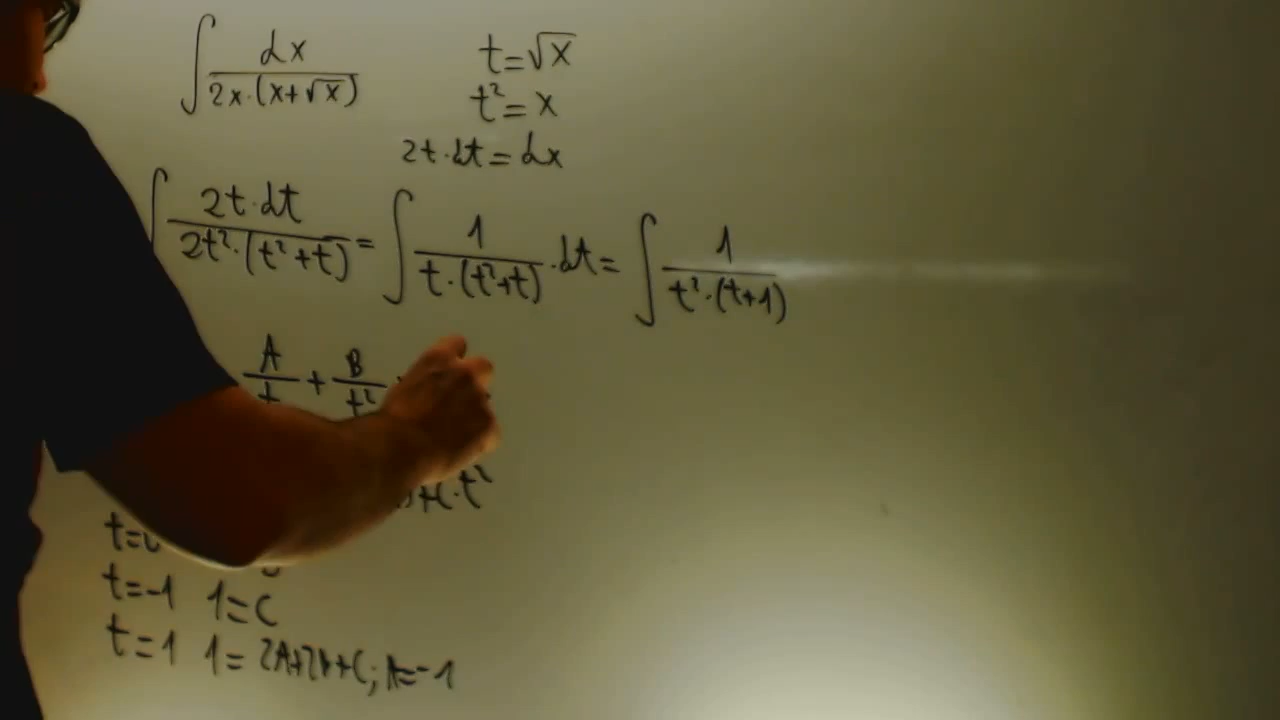 ∫ dx / 2x·(x+√x)   t=√x
t²=x
2t·dt=dx
∫ 2t·dt / 2t²·(t²+t) = ∫ 1 / t·(t²+t) ·dt = ∫ 1 / t²·(t+1)
A/t + B/t²
+C·t²
t=
t=-1 1=C
t=1 1=2A+2B+C; A=-1